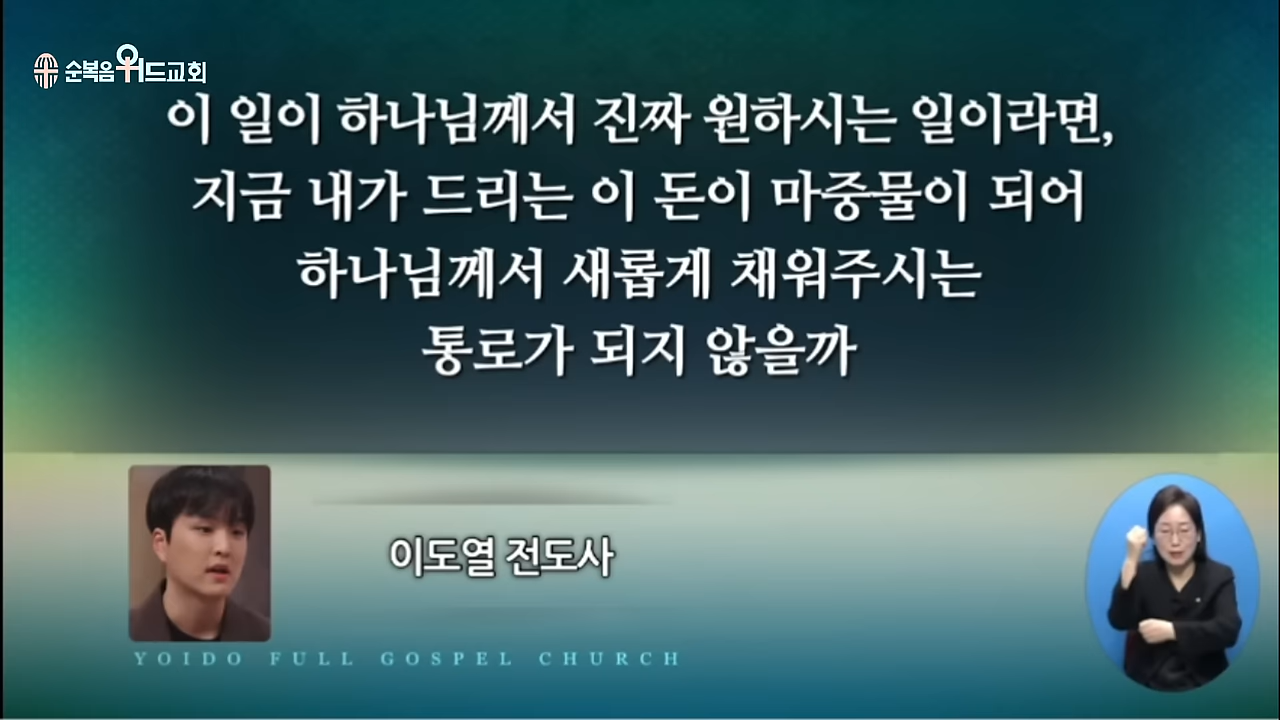 순복음워드교회
이 일이 하나님께서 진짜 원하시는 일이라면,
지금 내가 드리는 이 돈이 마중물이 되어
하나님께서 새롭게 채워주시는
통로가 되지 않을까
이도열 전도사
YOIDO FULL GOSPEL CHURCH